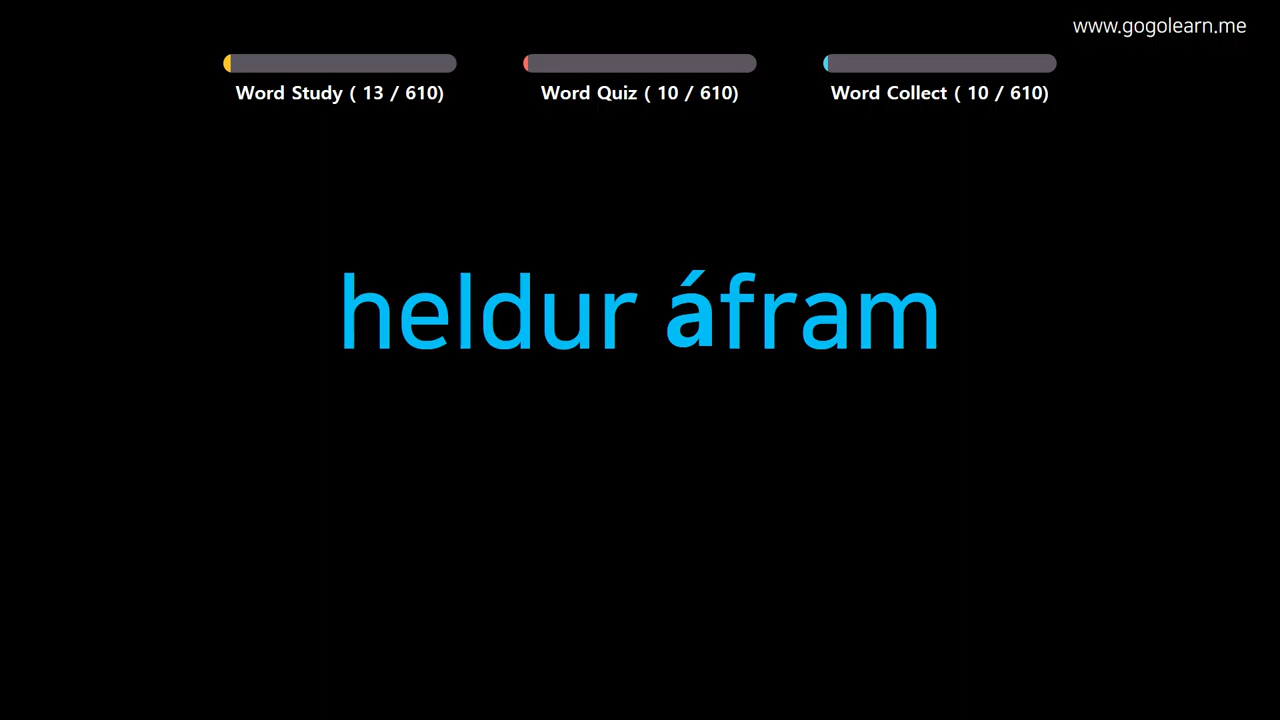 www.gogolearn.me
Word Study ( 13 / 610)
Word Quiz ( 10 / 610)
Word Collect ( 10 / 610)
heldur áfram